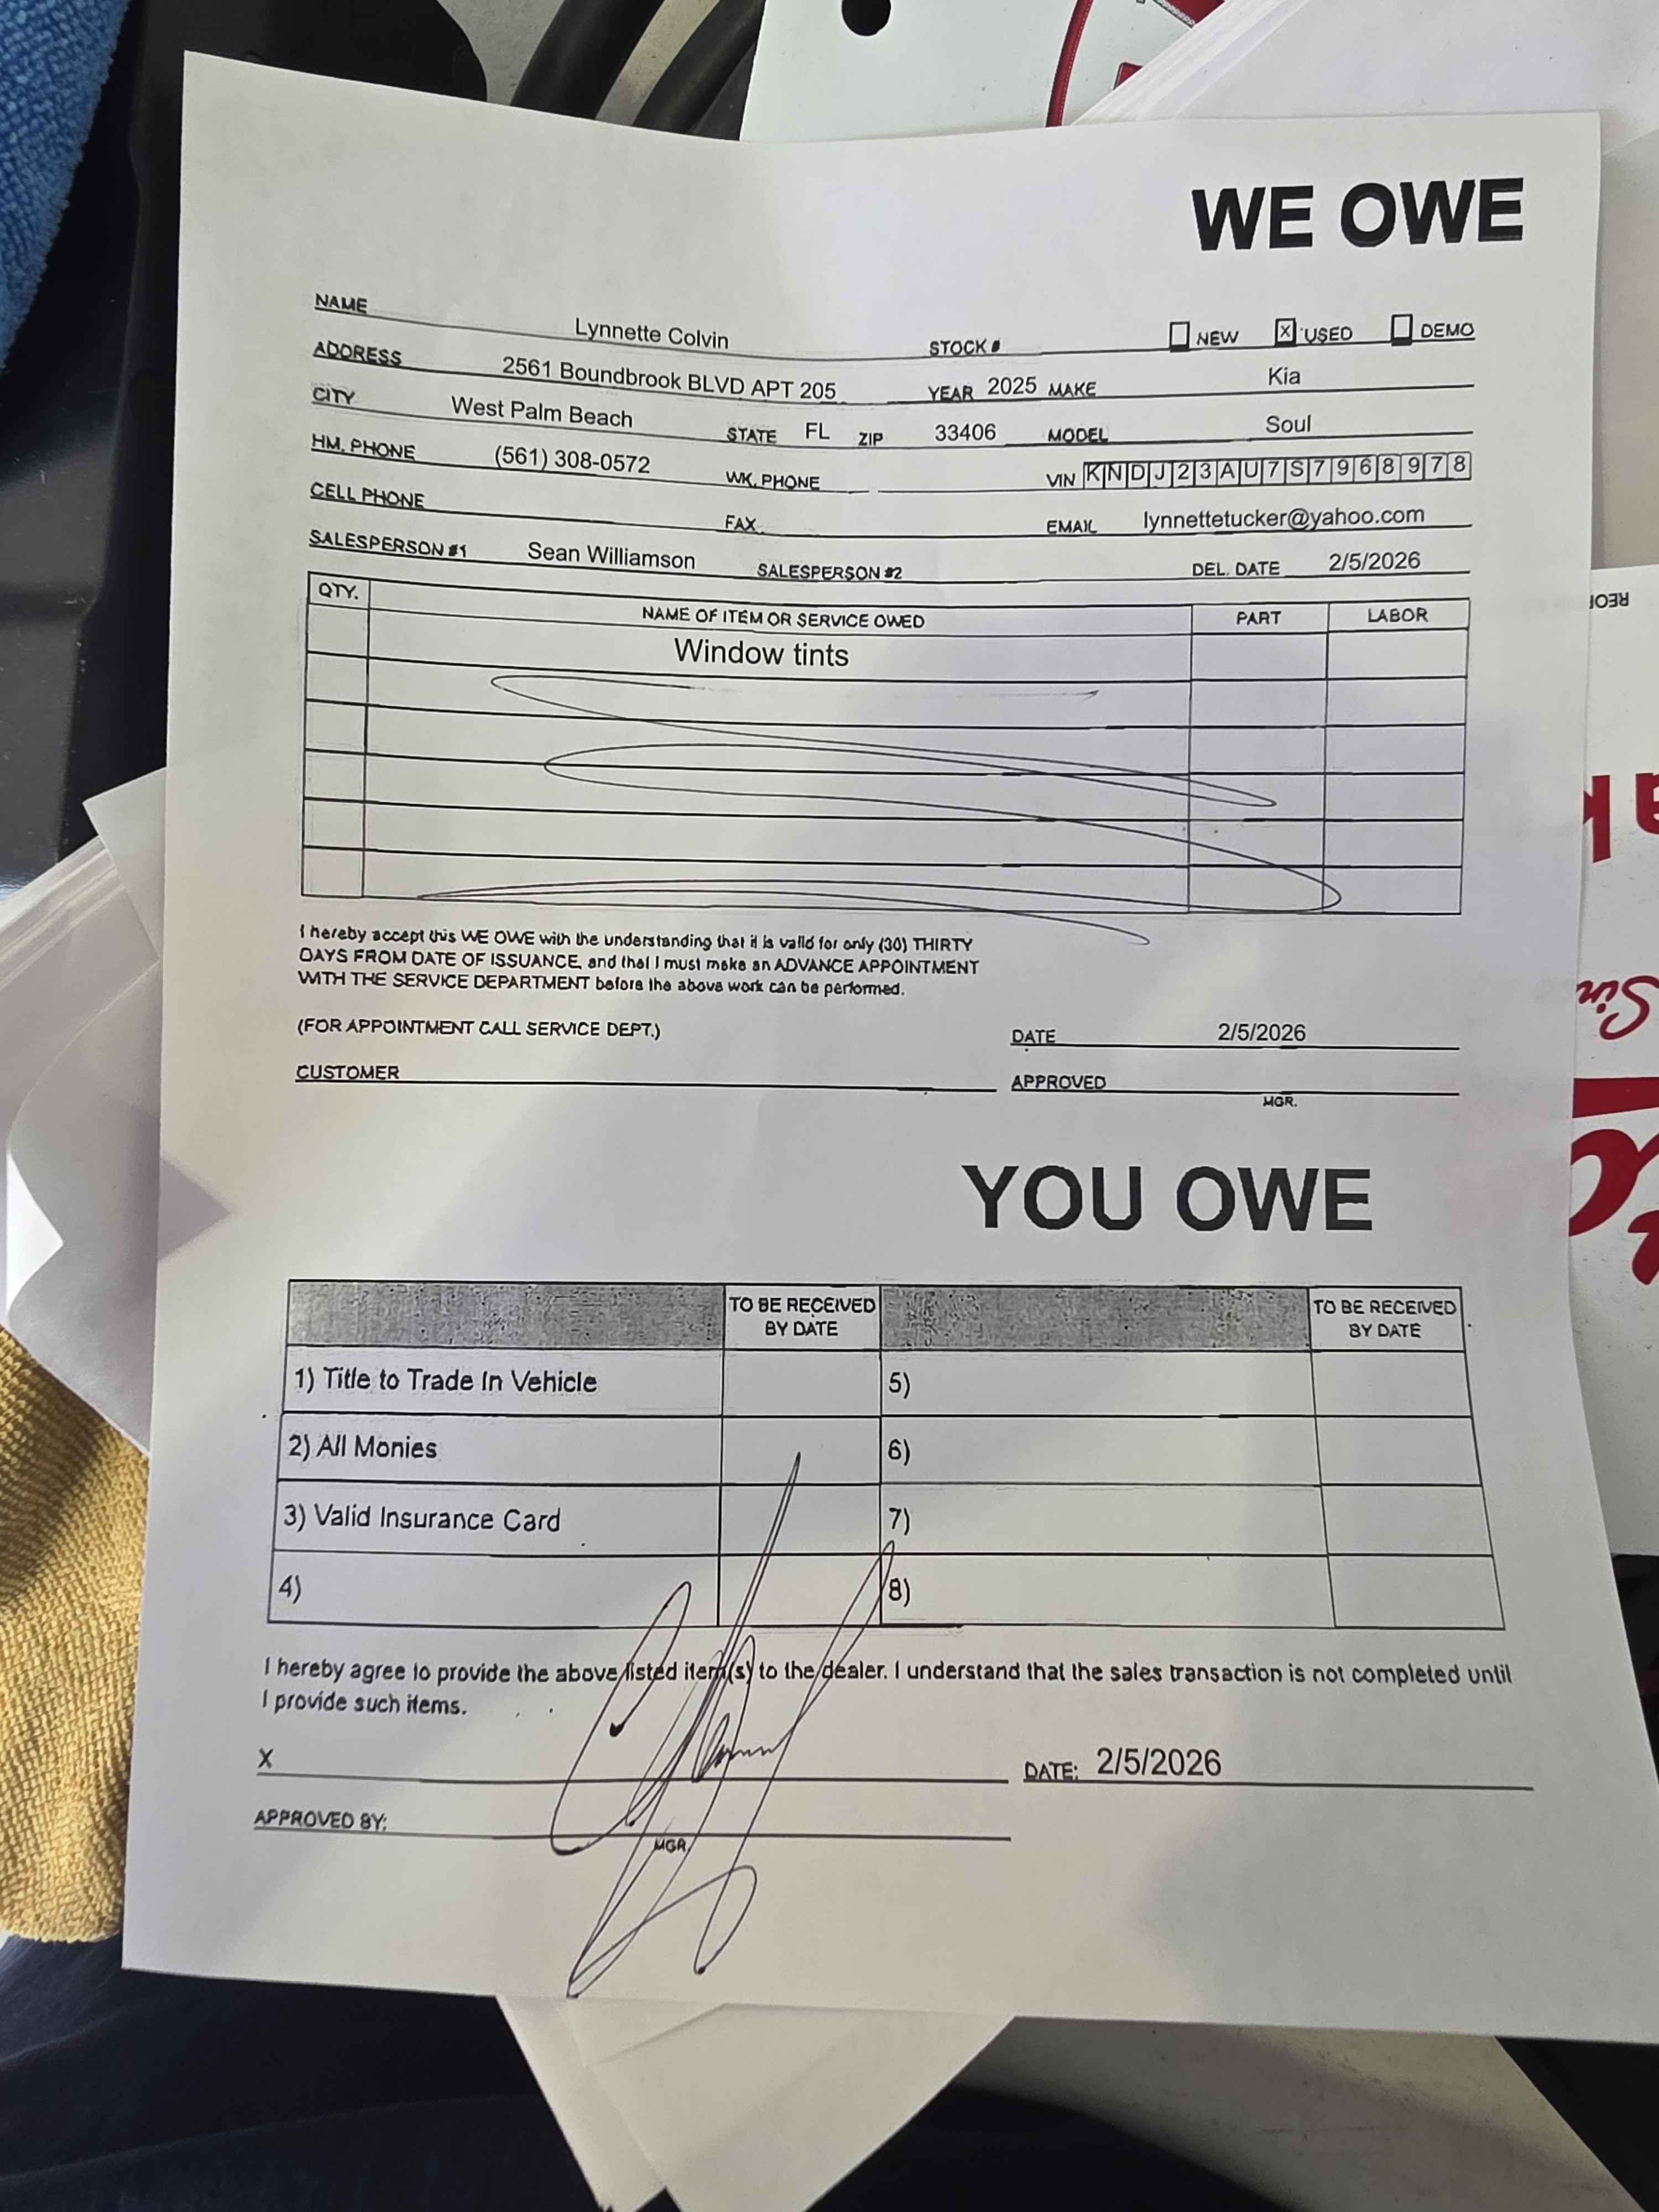 WE OWE
NAME Lynnette Colvin STOCK # NEW X USED DEMO
ADDRESS 2561 Boundbrook BLVD APT 205 YEAR 2025 MAKE Kia
CITY West Palm Beach STATE FL ZIP 33406 MODEL Soul
HM. PHONE (561) 308-0572 WK. PHONE VIN KNDJ23AU7S7968978
CELL PHONE FAX EMAIL lynnettetucker@yahoo.com
SALESPERSON #1 Sean Williamson SALESPERSON #2 DEL. DATE 2/5/2026
QTY. NAME OF ITEM OR SERVICE OWED PART LABOR
Window tints
I hereby accept this WE OWE with the understanding that it is valid for only (30) THIRTY
DAYS FROM DATE OF ISSUANCE, and that I must make an ADVANCE APPOINTMENT
WITH THE SERVICE DEPARTMENT before the above work can be performed.
(FOR APPOINTMENT CALL SERVICE DEPT.) DATE 2/5/2026
CUSTOMER APPROVED
MGR.
YOU OWE
TO BE RECEIVED BY DATE TO BE RECEIVED BY DATE
1) Title to Trade In Vehicle 5)
2) All Monies 6)
3) Valid Insurance Card 7)
4) 8)
I hereby agree to provide the above listed item(s) to the dealer. I understand that the sales transaction is not completed until
I provide such items.
X DATE: 2/5/2026
APPROVED BY:
MGR.